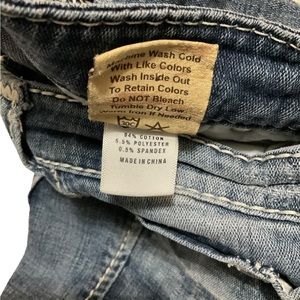 Machine Wash Cold
With Like Colors
Wash Inside Out
To Retain Colors
Do NOT Bleach
Tumble Dry Low
Warm Iron If Needed
94% COTTON
5.5% POLYESTER
0.5% SPANDEX
MADE IN CHINA